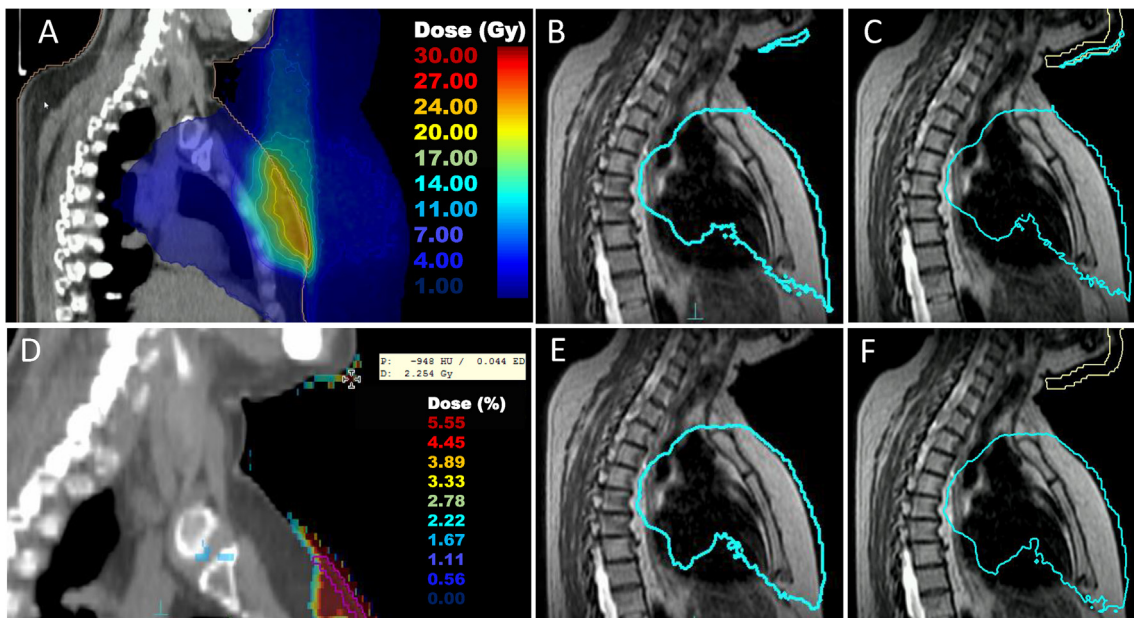 A
Dose (Gy)
30.00
27.00
24.00
20.00
17.00
14.00
11.00
7.00
4.00
1.00
B
C
D
P: -948 HU / 0.044 ED
D: 2.254 Gy
Dose (%)
5.55
4.45
3.89
3.33
2.78
2.22
1.67
1.11
0.56
0.00
E
F